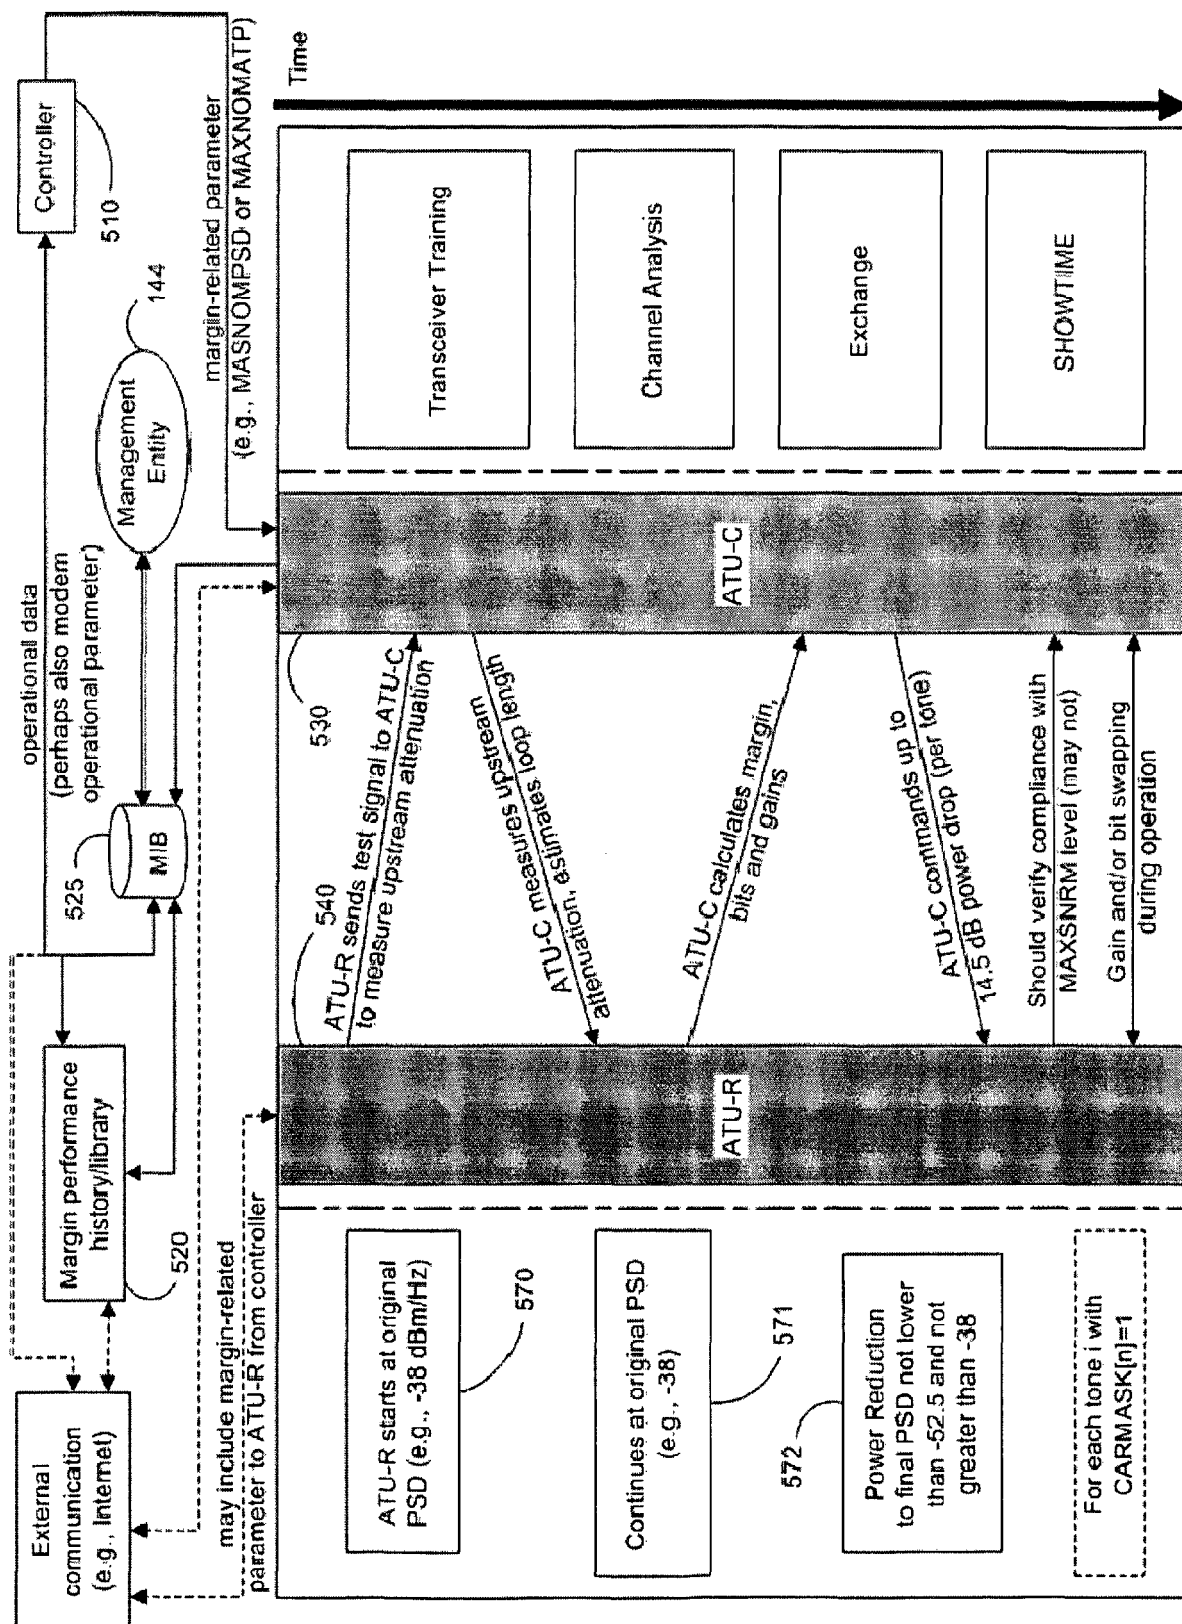 External
communication
(e.g., Internet)
Margin performance
history/library
520
525
MIB
operational data
(perhaps also modem
operational parameter)
Management
Entity
144
Controller
510
may include margin-related
parameter to ATU-R from controller
margin-related parameter
(e.g., MASNOMPSD or MAXNOMATP)
Time
540
530
ATU-R starts at original
PSD (e.g., -38 dBm/Hz)
570
Continues at original PSD
(e.g., -38)
571
572
Power Reduction
to final PSD not lower
than -52.5 and not
greater than -38
For each tone i with
CARMASK[n]=1
ATU-R
ATU-R sends test signal to ATU-C
to measure upstream attenuation
ATU-C measures upstream
attenuation, estimates loop length
ATU-C calculates margin,
bits and gains
ATU-C commands up to
14.5 dB power drop (per tone)
Should verify compliance with
MAXSNRM level (may not)
Gain and/or bit swapping
during operation
ATU-C
Transceiver Training
Channel Analysis
Exchange
SHOWTIME